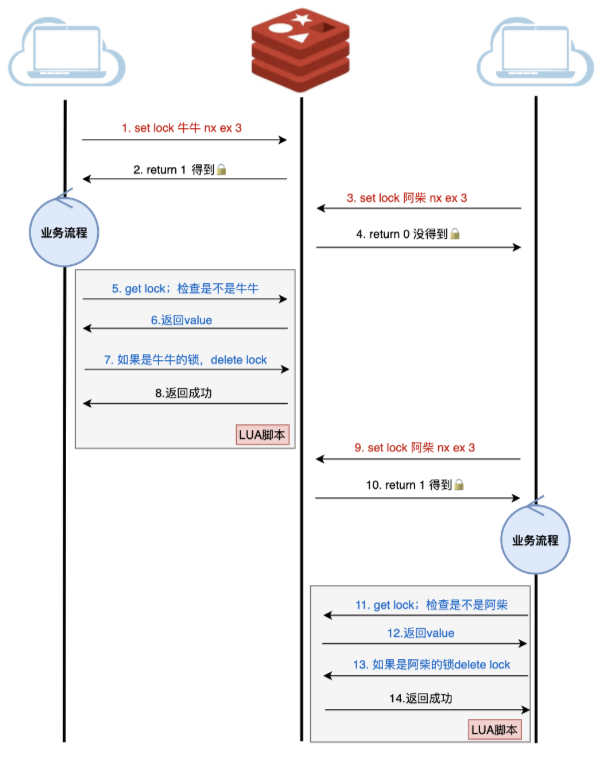 1. set lock 牛牛 nx ex 3
2. return 1 得到🔒
3. set lock 阿柴 nx ex 3
4. return 0 没得到🔒
业务流程
5. get lock；检查是不是牛牛
6.返回value
7. 如果是牛牛的锁，delete lock
8.返回成功
LUA脚本
9. set lock 阿柴 nx ex 3
10. return 1 得到🔒
业务流程
11. get lock；检查是不是阿柴
12.返回value
13. 如果是阿柴的锁delete lock
14.返回成功
LUA脚本